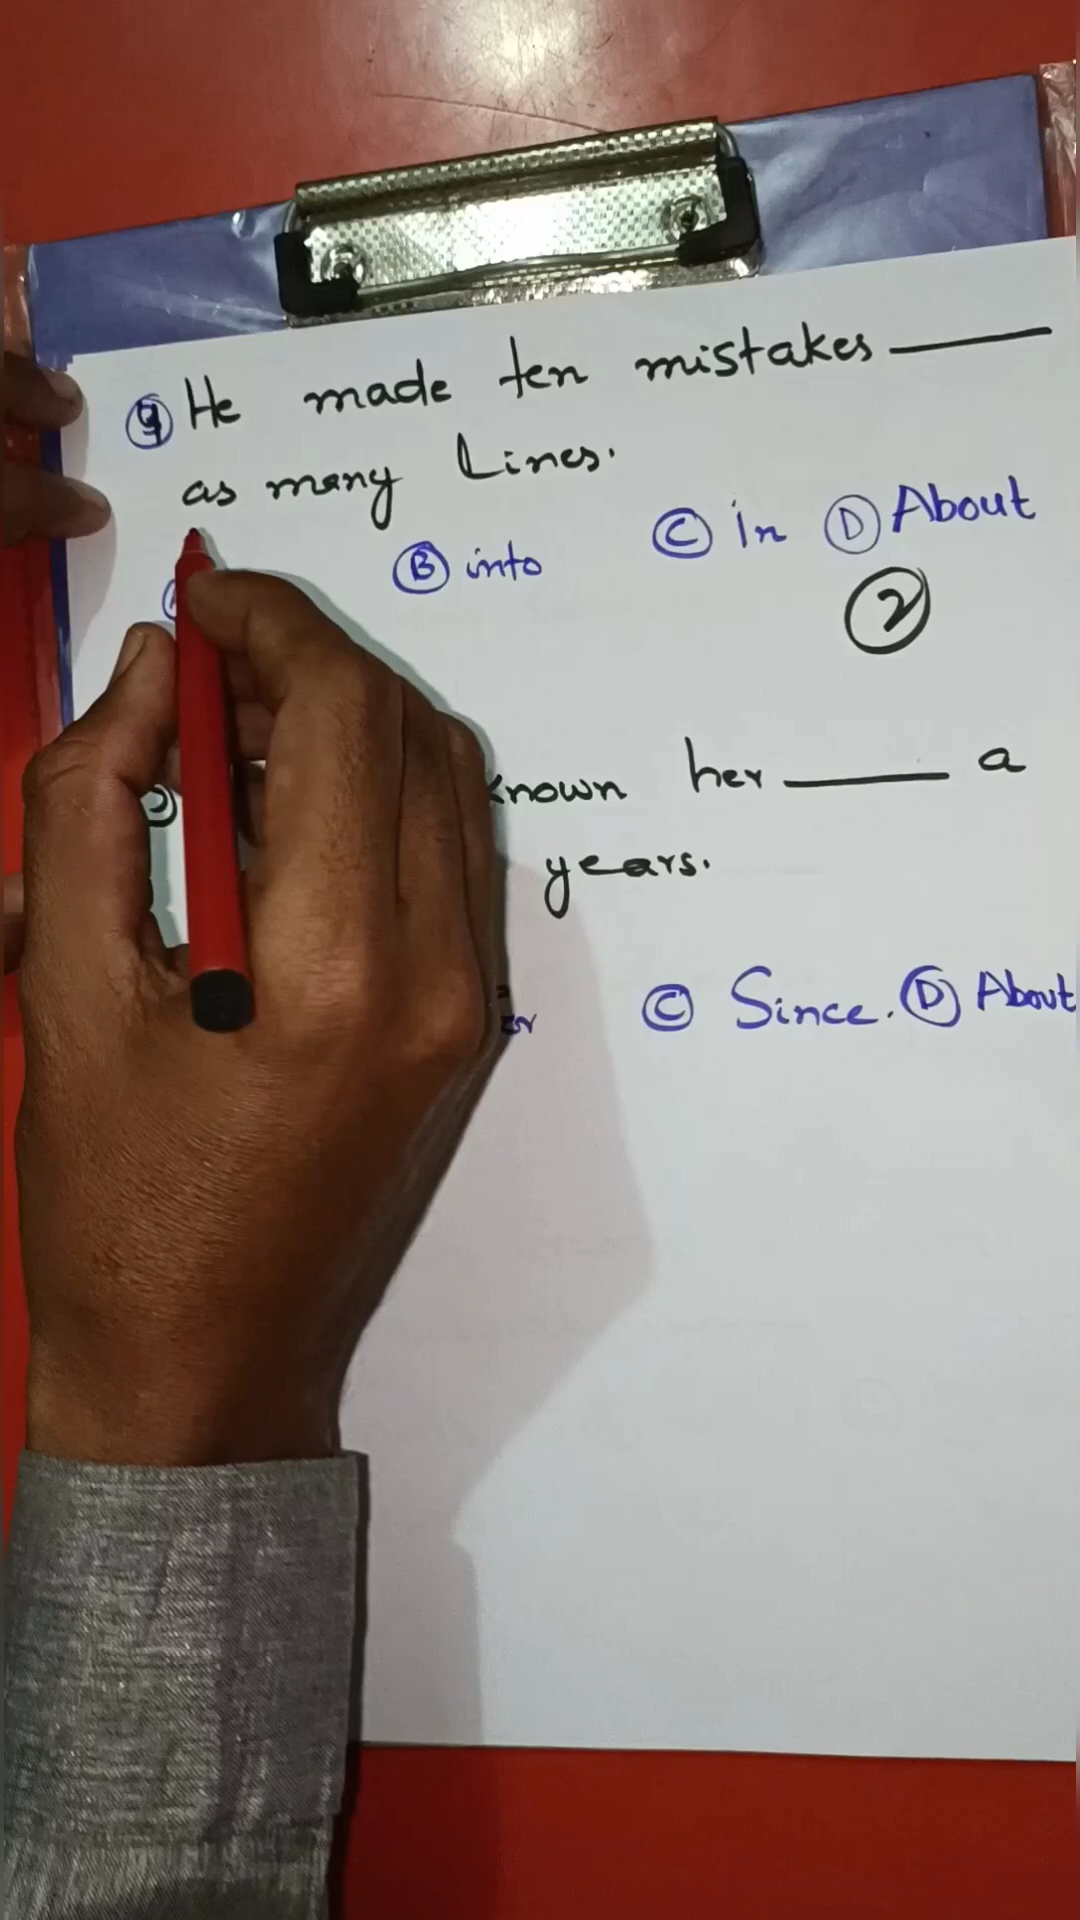 9 He made ten mistakes ____
as many Lines.
B into C in D About
2
known her ____ a
years.
C Since. D About